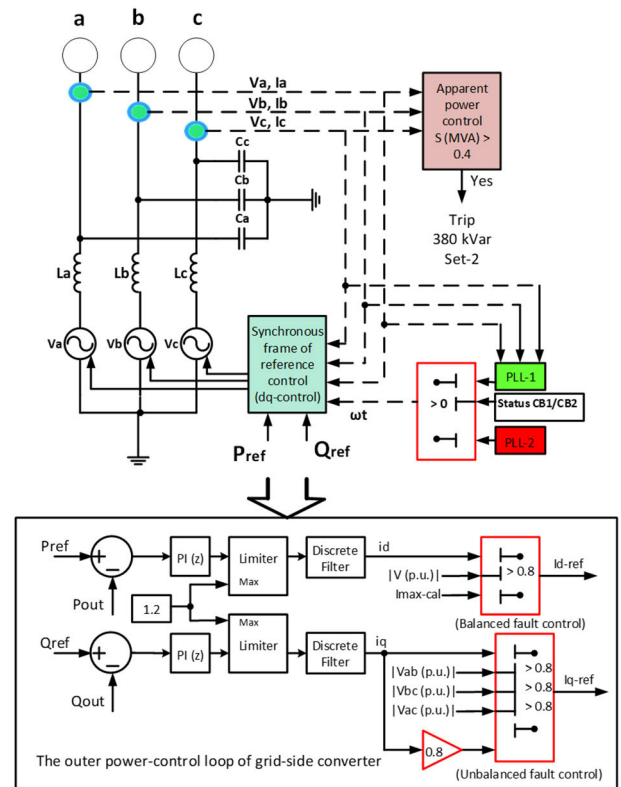 a b c
Va, Ia
Vb, Ib
Vc, Ic
Apparent
power
control
S (MVA) >
0.4
Yes
Trip
380 kVar
Set-2
Cc
Cb
Ca
La Lb Lc
Va Vb Vc
Synchronous
frame of
reference
control
(dq-control)
ωt
> 0
PLL-1
Status CB1/CB2
PLL-2
Pref Qref
Pref
Pout
PI (z)
Limiter
Max
Discrete
Filter
id
|V (p.u.)|
Imax-cal
> 0.8
Id-ref
(Balanced fault control)
1.2
Qref
Qout
PI (z)
Max
Limiter
Discrete
Filter
iq
|Vab (p.u.)| > 0.8
|Vbc (p.u.)| > 0.8
|Vac (p.u.)| > 0.8
Iq-ref
0.8
The outer power-control loop of grid-side converter
(Unbalanced fault control)